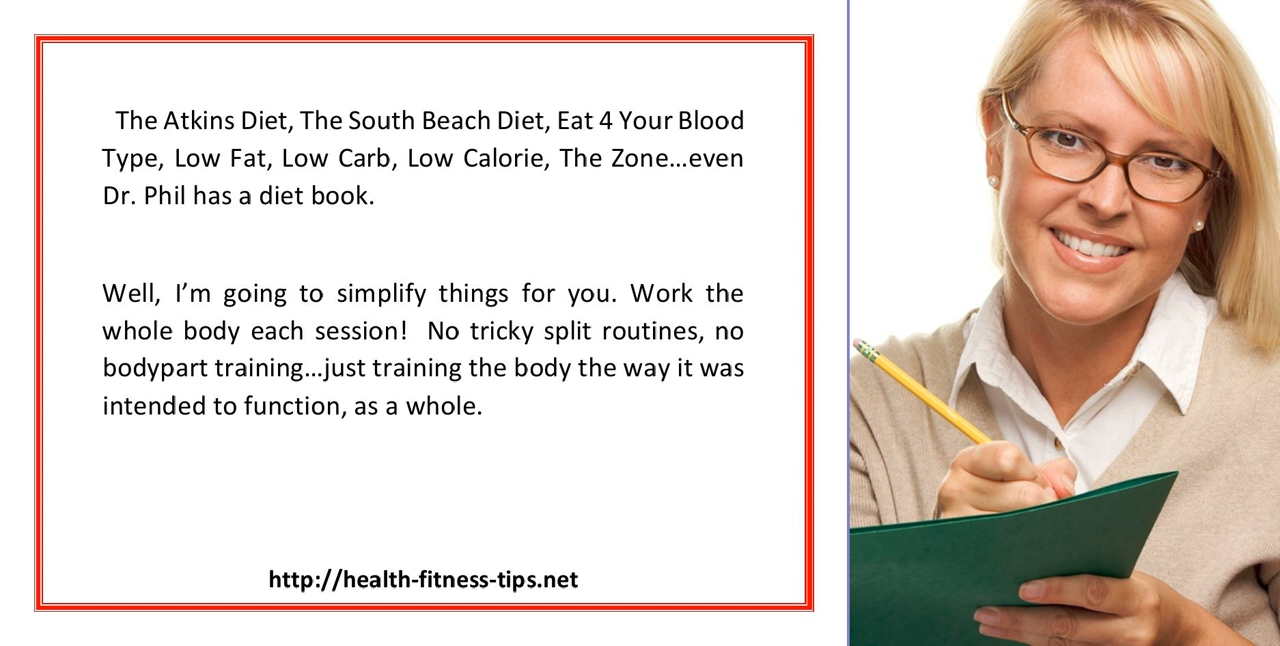 The Atkins Diet, The South Beach Diet, Eat 4 Your Blood
Type, Low Fat, Low Carb, Low Calorie, The Zone…even
Dr. Phil has a diet book.
Well, I’m going to simplify things for you. Work the
whole body each session!  No tricky split routines, no
bodypart training…just training the body the way it was
intended to function, as a whole.
http://health-fitness-tips.net